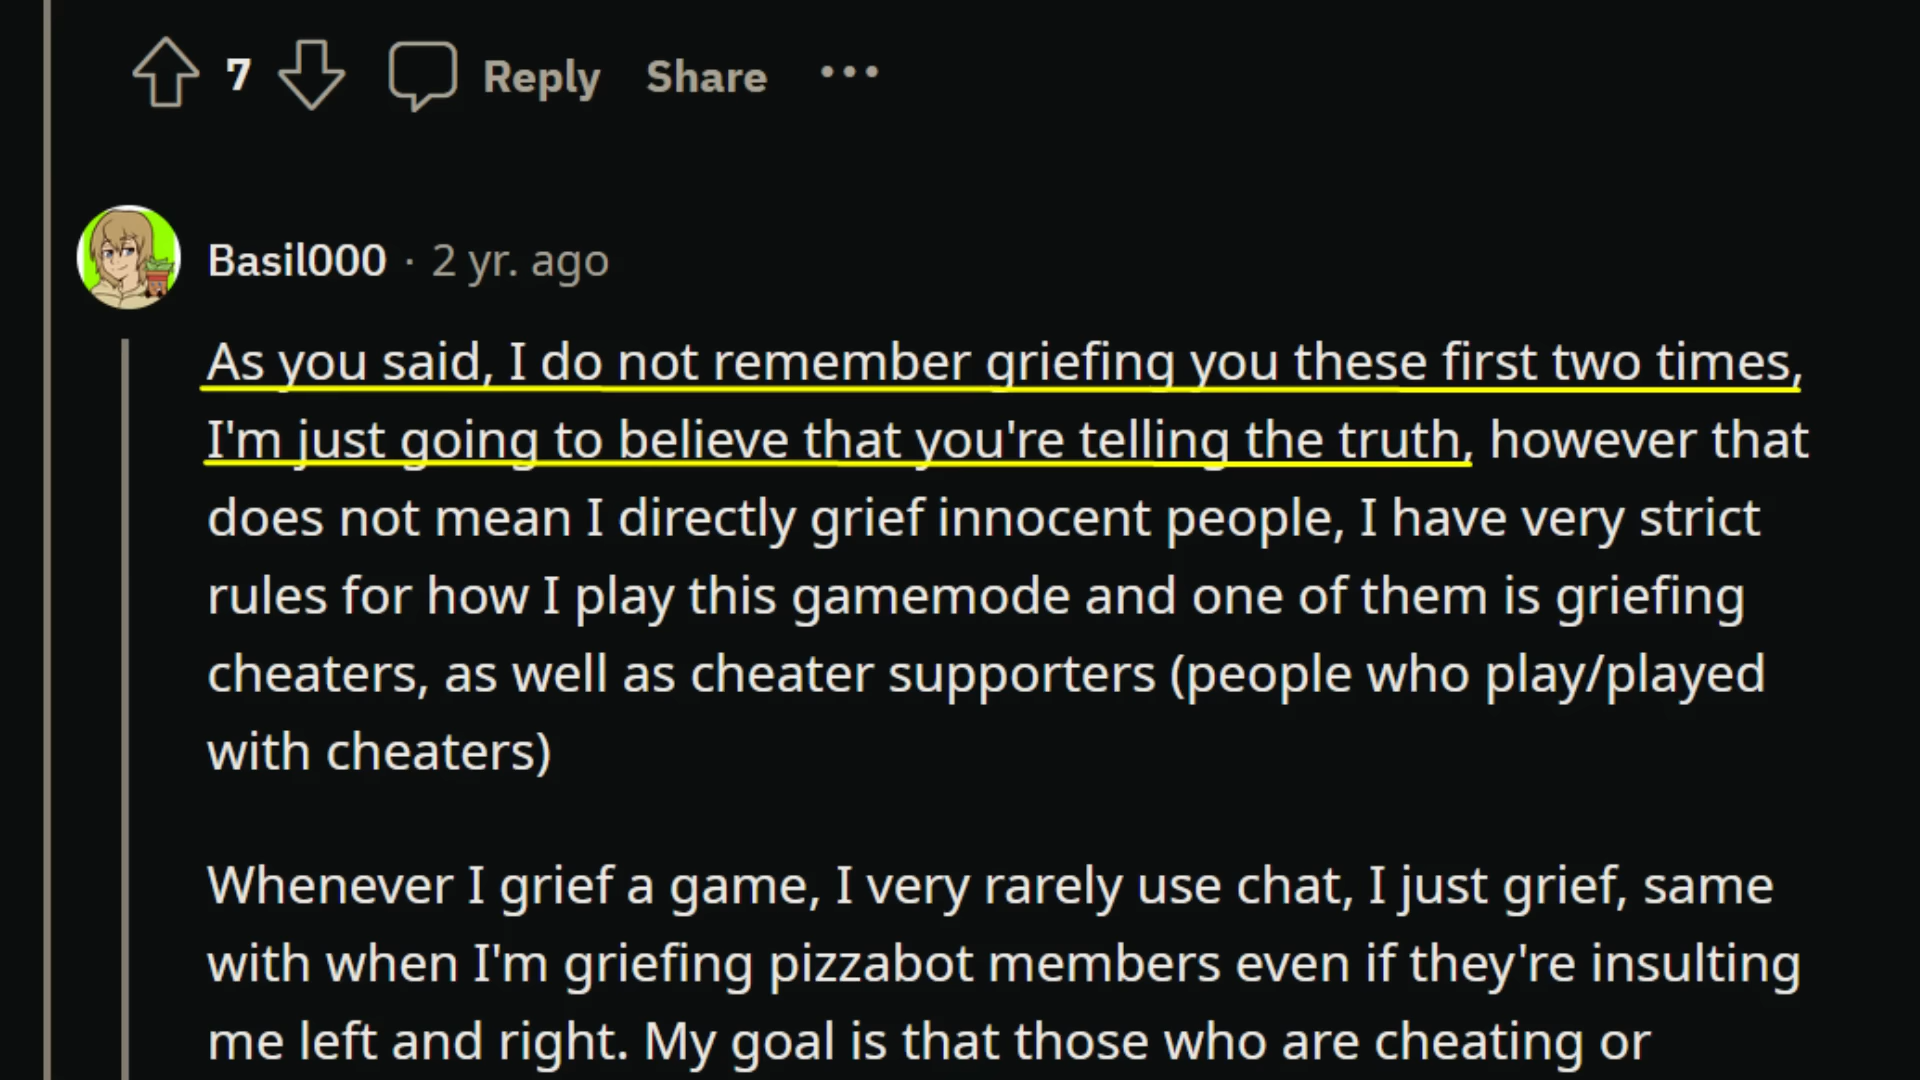 7 Reply Share
Basil000 · 2 yr. ago
As you said, I do not remember griefing you these first two times,
I'm just going to believe that you're telling the truth, however that
does not mean I directly grief innocent people, I have very strict
rules for how I play this gamemode and one of them is griefing
cheaters, as well as cheater supporters (people who play/played
with cheaters)
Whenever I grief a game, I very rarely use chat, I just grief, same
with when I'm griefing pizzabot members even if they're insulting
me left and right. My goal is that those who are cheating or